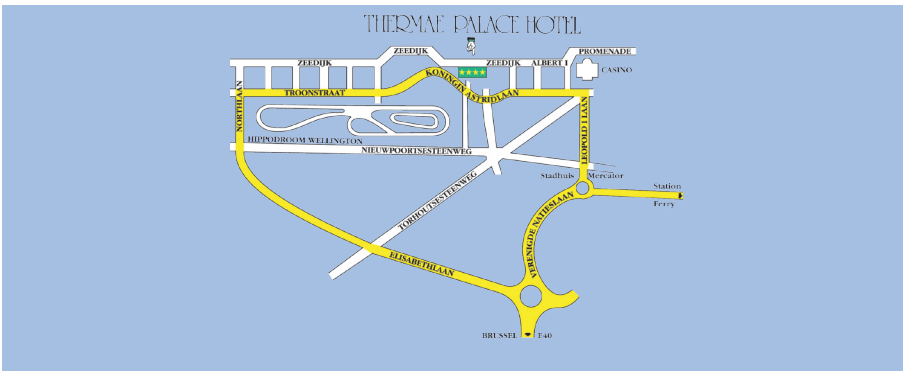 THERMAE PALACE HOTEL
ZEEDIJK
PROMENADE
ZEEDIJK
ZEEDIJK
ALBERT I
CASINO
KONINGIN ASTRIDLAAN
TROONSTRAAT
NORTHLAAN
LEOPOLD I LAAN
HIPPODROOM WELLINGTON
NIEUWPOORTSESTEENWEG
Stadhuis
Mercator
TORHOUTSESTEENWEG
Station
Ferry
VERENIGDE NATIESLAAN
ELISABETHLAAN
BRUSSEL
E40